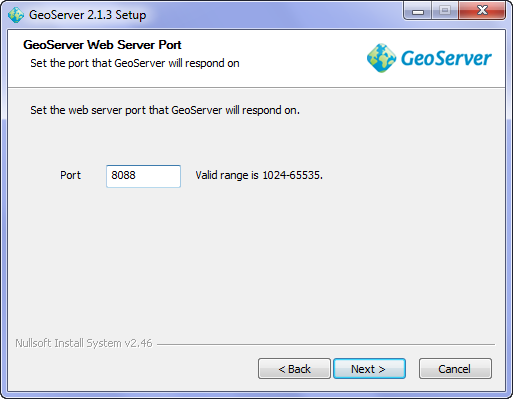 GeoServer 2.1.3 Setup
GeoServer Web Server Port
Set the port that GeoServer will respond on
GeoServer
Set the web server port that GeoServer will respond on.
Port 8088 Valid range is 1024-65535.
Nullsoft Install System v2.46
< Back Next > Cancel